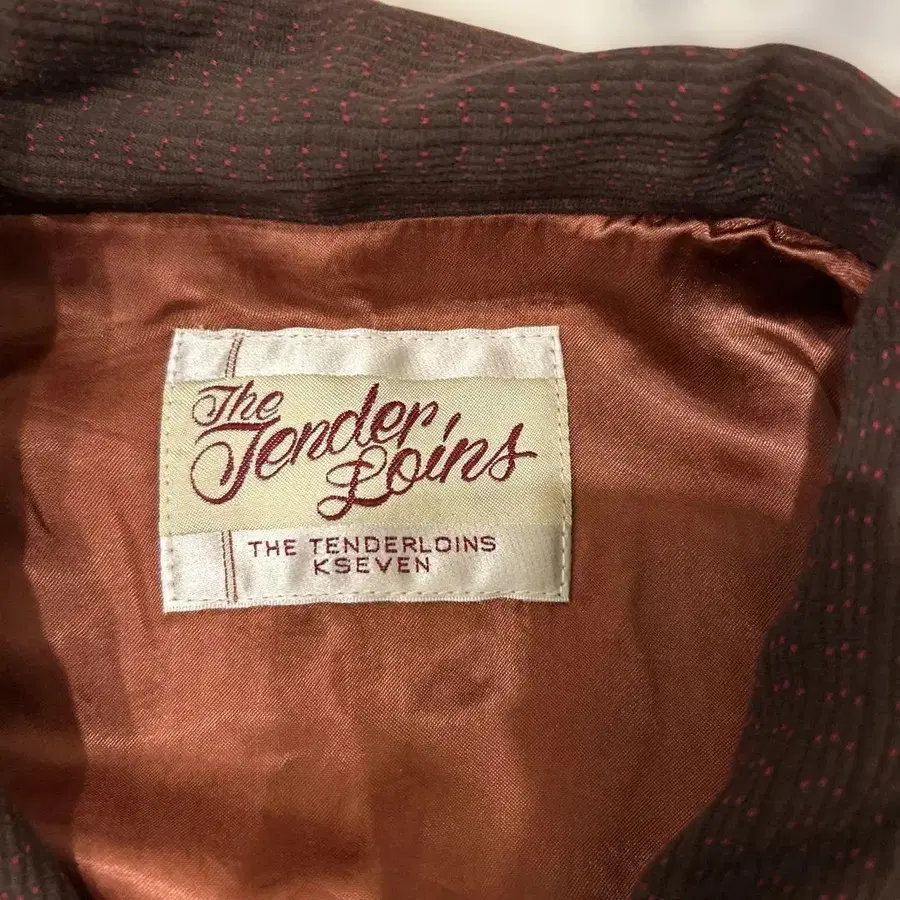 The
Tender
Loins
THE TENDERLOINS
KSEVEN